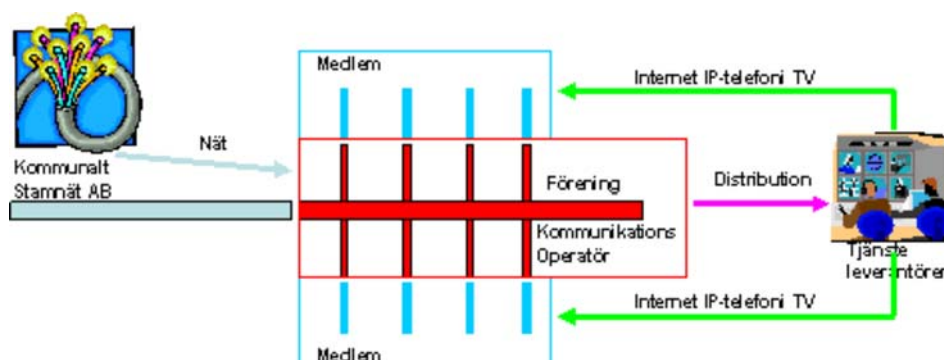 Medlem
Internet IP-telefoni TV
Nät
Kommunalt
Stamnät AB
Förening
Distribution
Kommunikations
Operatör
Tjänste
leverantörer
Internet IP-telefoni TV
Medlem